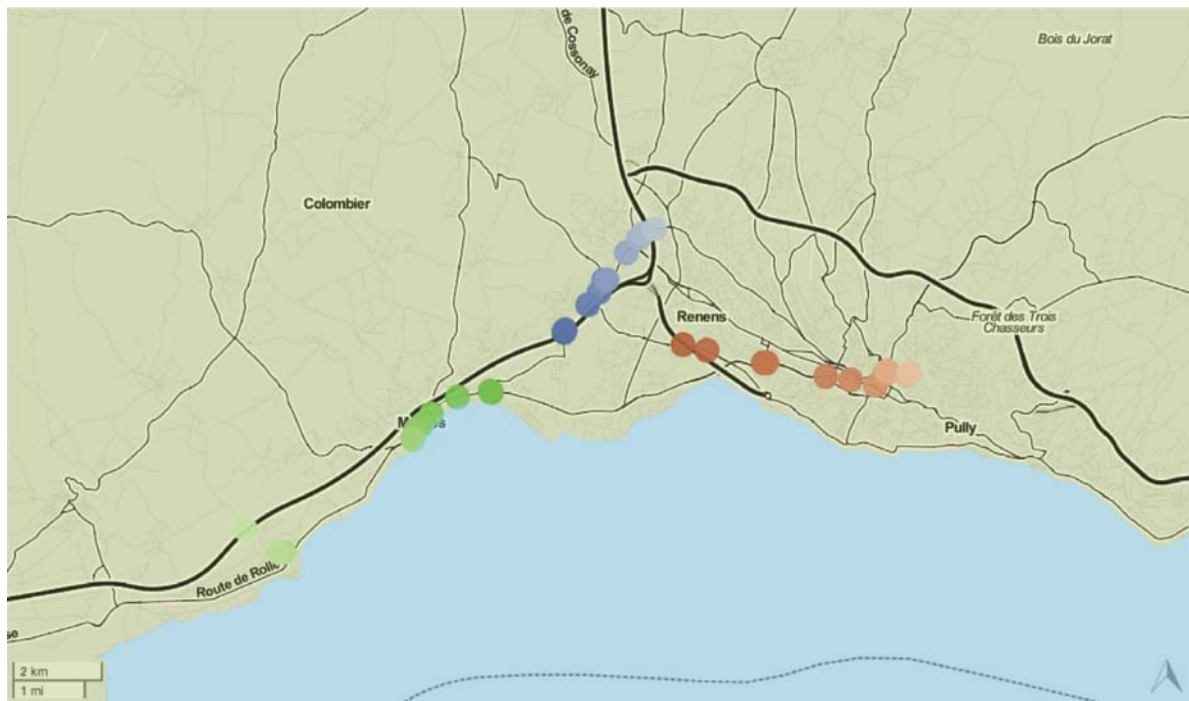 de Cossonay
Bois du Jorat
Colombier
Renens
Forêt des Trois
Chasseurs
Pully
Route de Rolle
se
2 km
1 mi